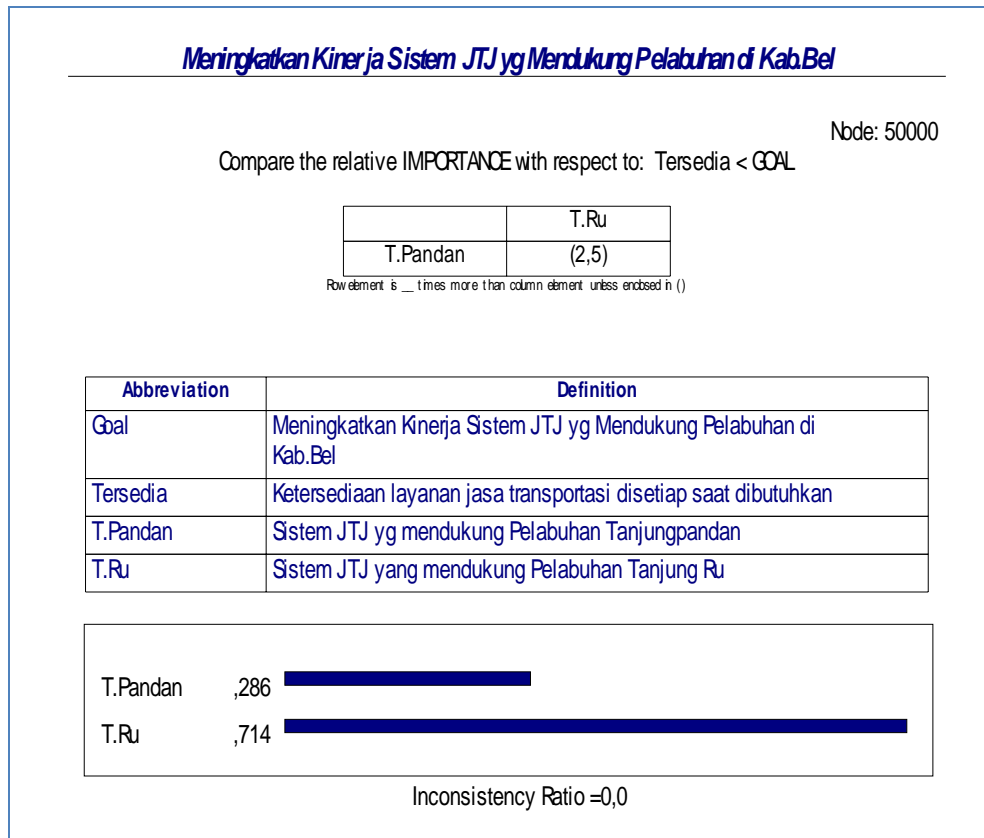 Meningkatkan Kinerja Sistem JTJ yg Mendukung Pelabuhan di Kab.Bel
Node: 50000
Compare the relative IMPORTANCE with respect to: Tersedia < GOAL
T.Ru
T.Pandan (2,5)
Row element is __ times more than column element unless enclosed in ()
Abbreviation Definition
Goal Meningkatkan Kinerja Sistem JTJ yg Mendukung Pelabuhan di
Kab.Bel
Tersedia Ketersediaan layanan jasa transportasi disetiap saat dibutuhkan
T.Pandan Sistem JTJ yg mendukung Pelabuhan Tanjungpandan
T.Ru Sistem JTJ yang mendukung Pelabuhan Tanjung Ru
T.Pandan ,286
T.Ru ,714
Inconsistency Ratio =0,0